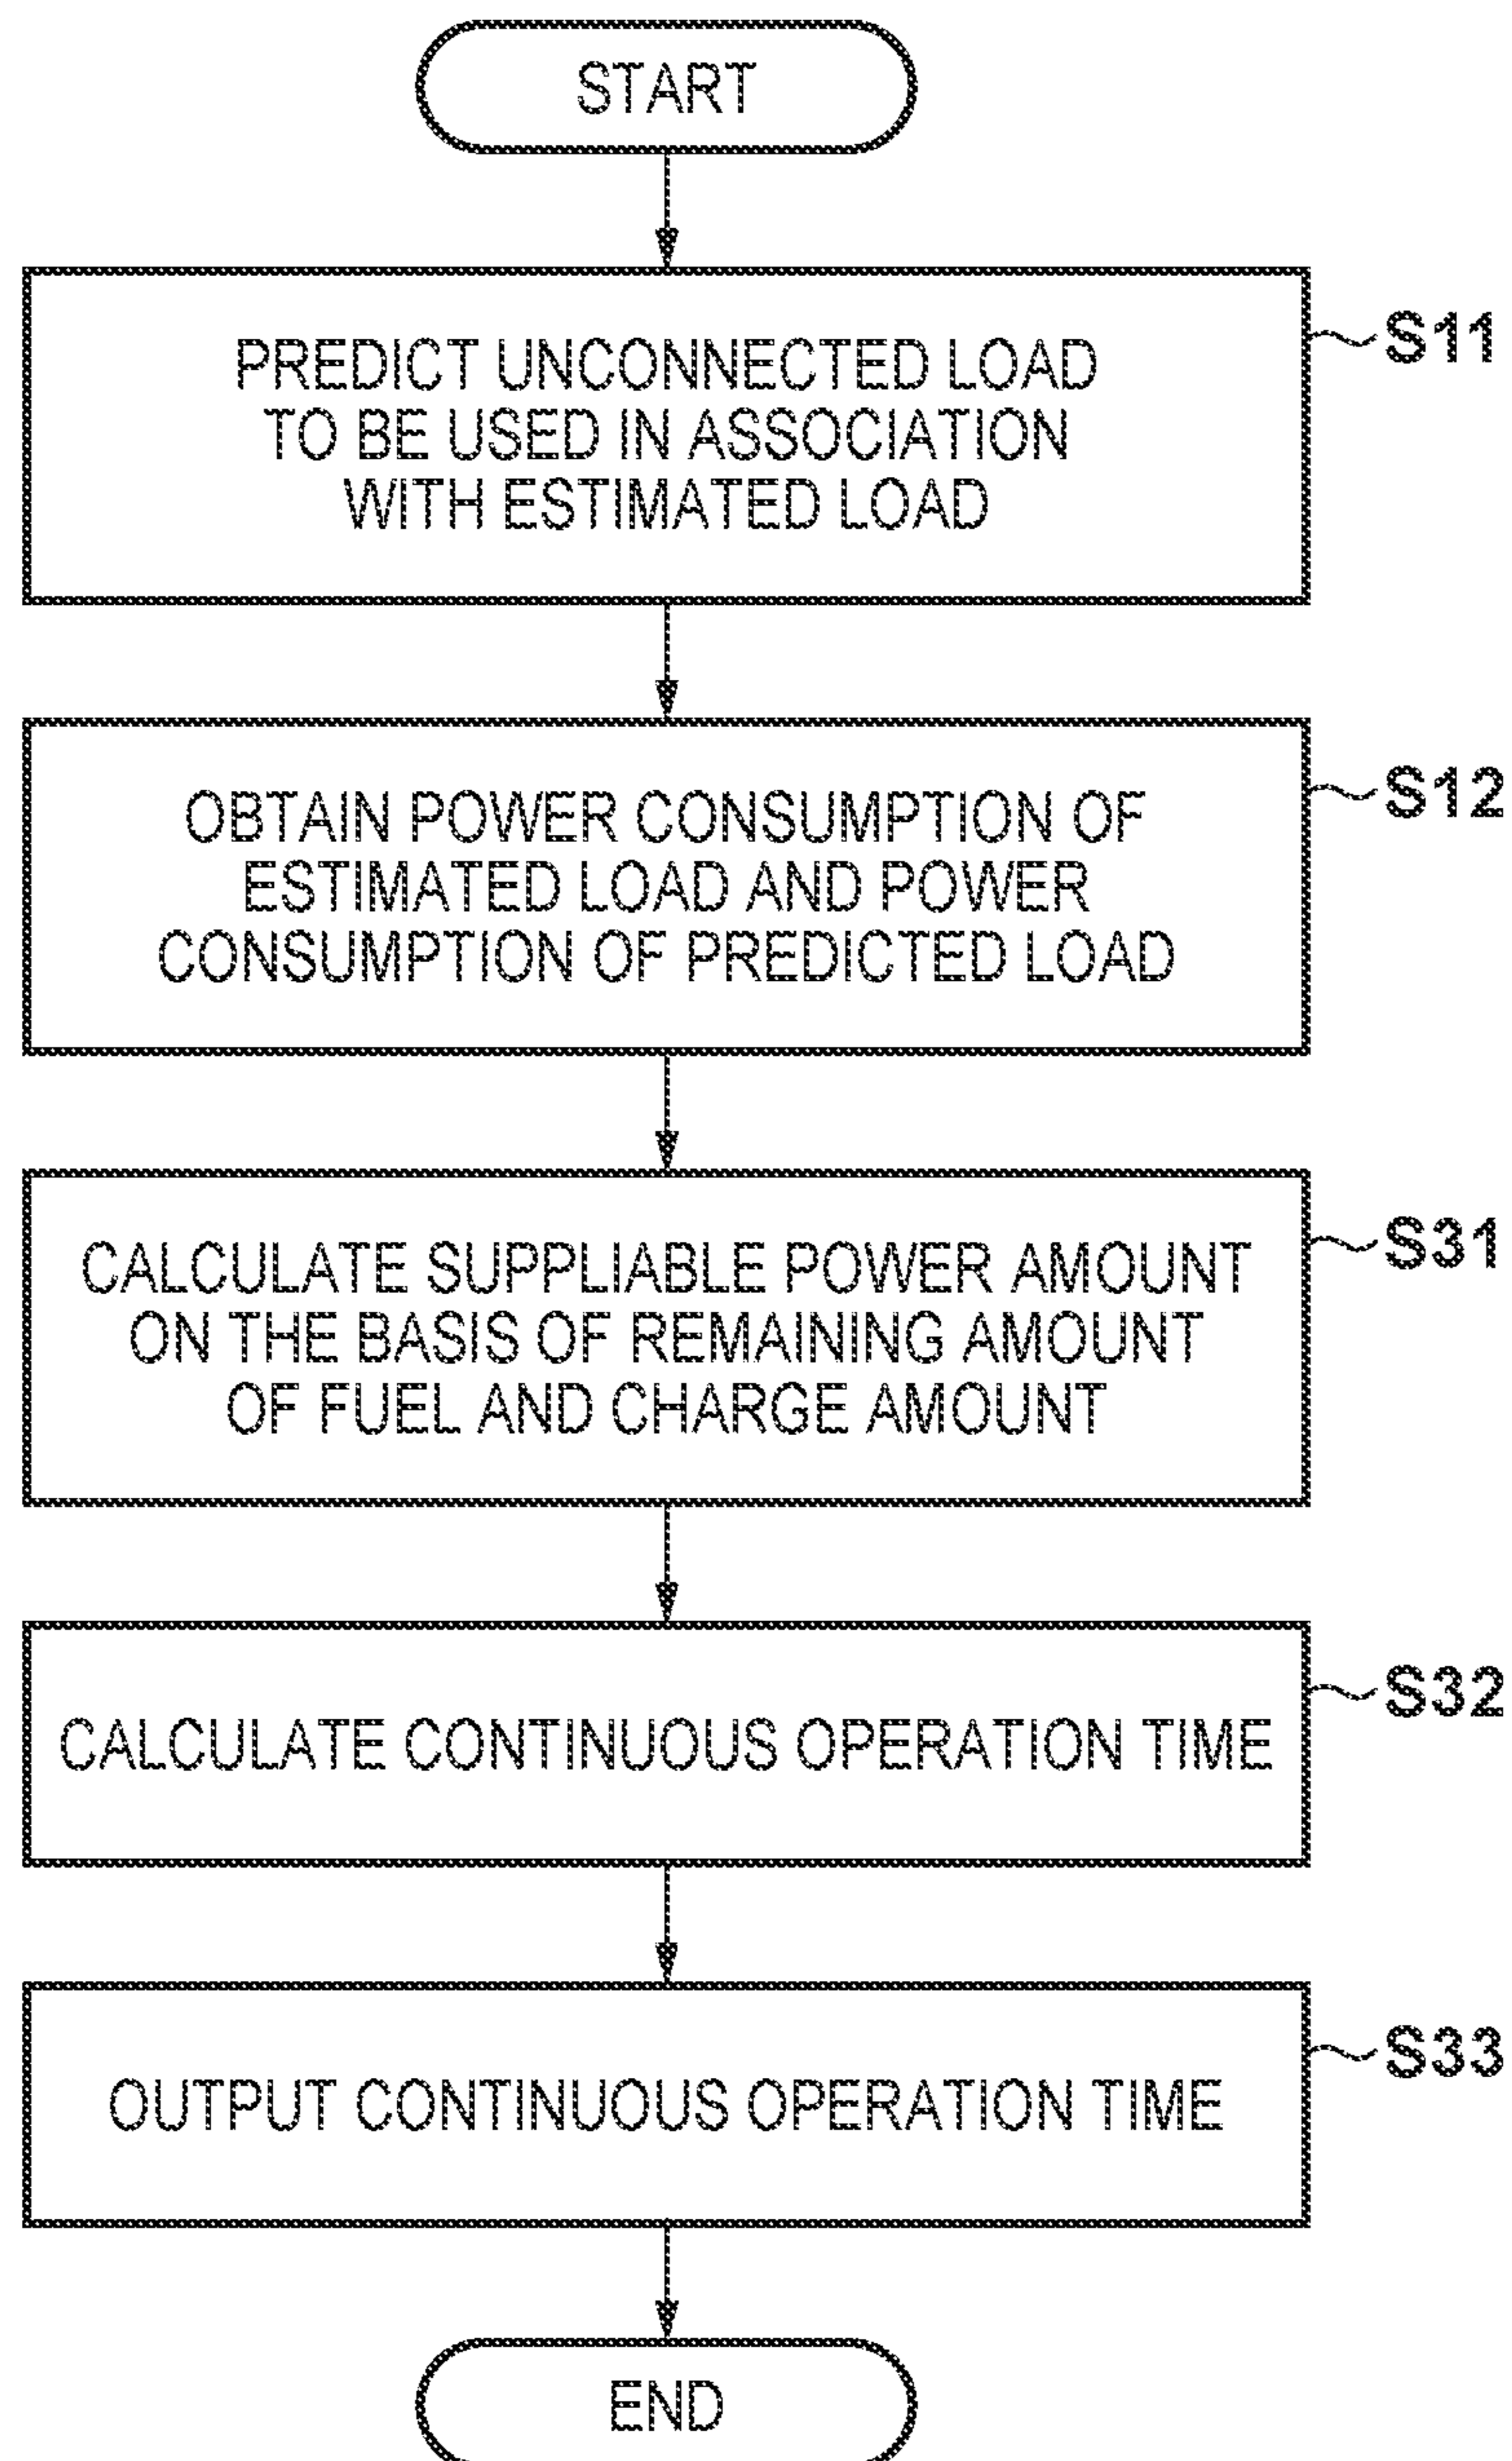 START
PREDICT UNCONNECTED LOAD
TO BE USED IN ASSOCIATION
WITH ESTIMATED LOAD
S11
OBTAIN POWER CONSUMPTION OF
ESTIMATED LOAD AND POWER
CONSUMPTION OF PREDICTED LOAD
S12
CALCULATE SUPPLIABLE POWER AMOUNT
ON THE BASIS OF REMAINING AMOUNT
OF FUEL AND CHARGE AMOUNT
S31
CALCULATE CONTINUOUS OPERATION TIME
S32
OUTPUT CONTINUOUS OPERATION TIME
S33
END